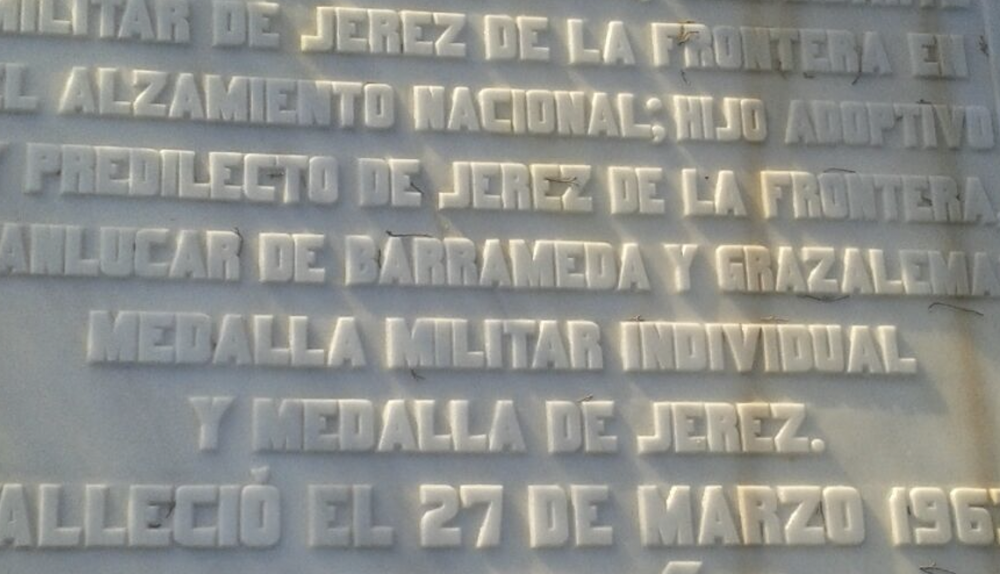 MILITAR DE JEREZ DE LA FRONTERA EN
EL ALZAMIENTO NACIONAL; HIJO ADOPTIVO
Y PREDILECTO DE JEREZ DE LA FRONTERA
ANLUCAR DE BARRAMEDA Y GRAZALEMA
MEDALLA MILITAR INDIVIDUAL
Y MEDALLA DE JEREZ.
ALLECIÓ EL 27 DE MARZO 1967